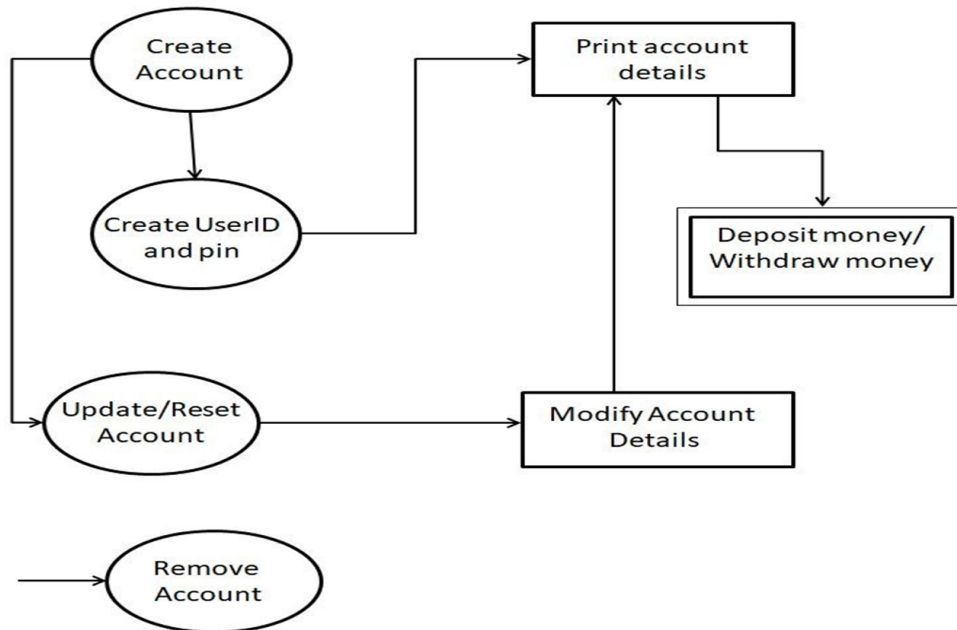 Create
Account
Print account
details
Create UserID
and pin
Deposit money/
Withdraw money
Update/Reset
Account
Modify Account
Details
Remove
Account